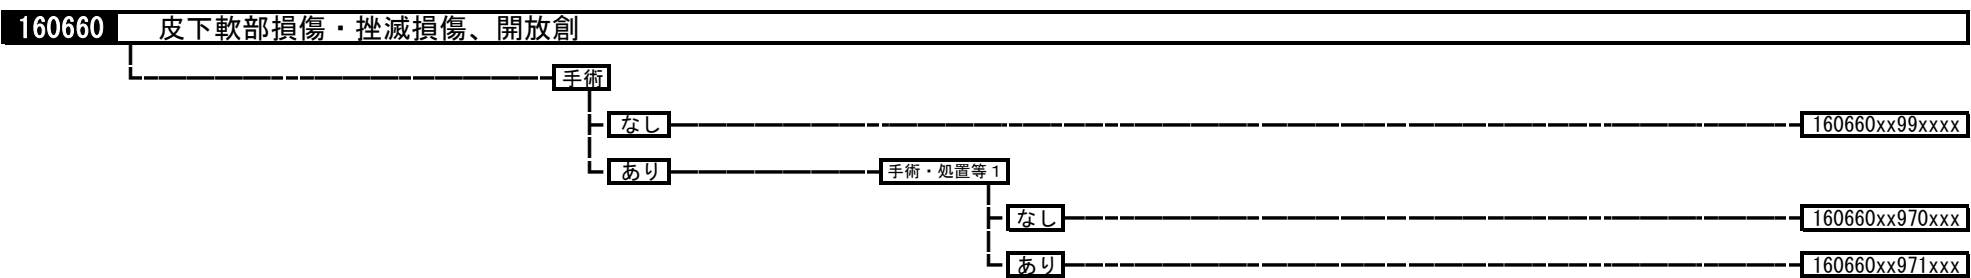 160660 皮下軟部損傷・挫滅損傷、開放創
手術
なし 160660xx99xxxx
あり 手術・処置等１
なし 160660xx970xxx
あり 160660xx971xxx